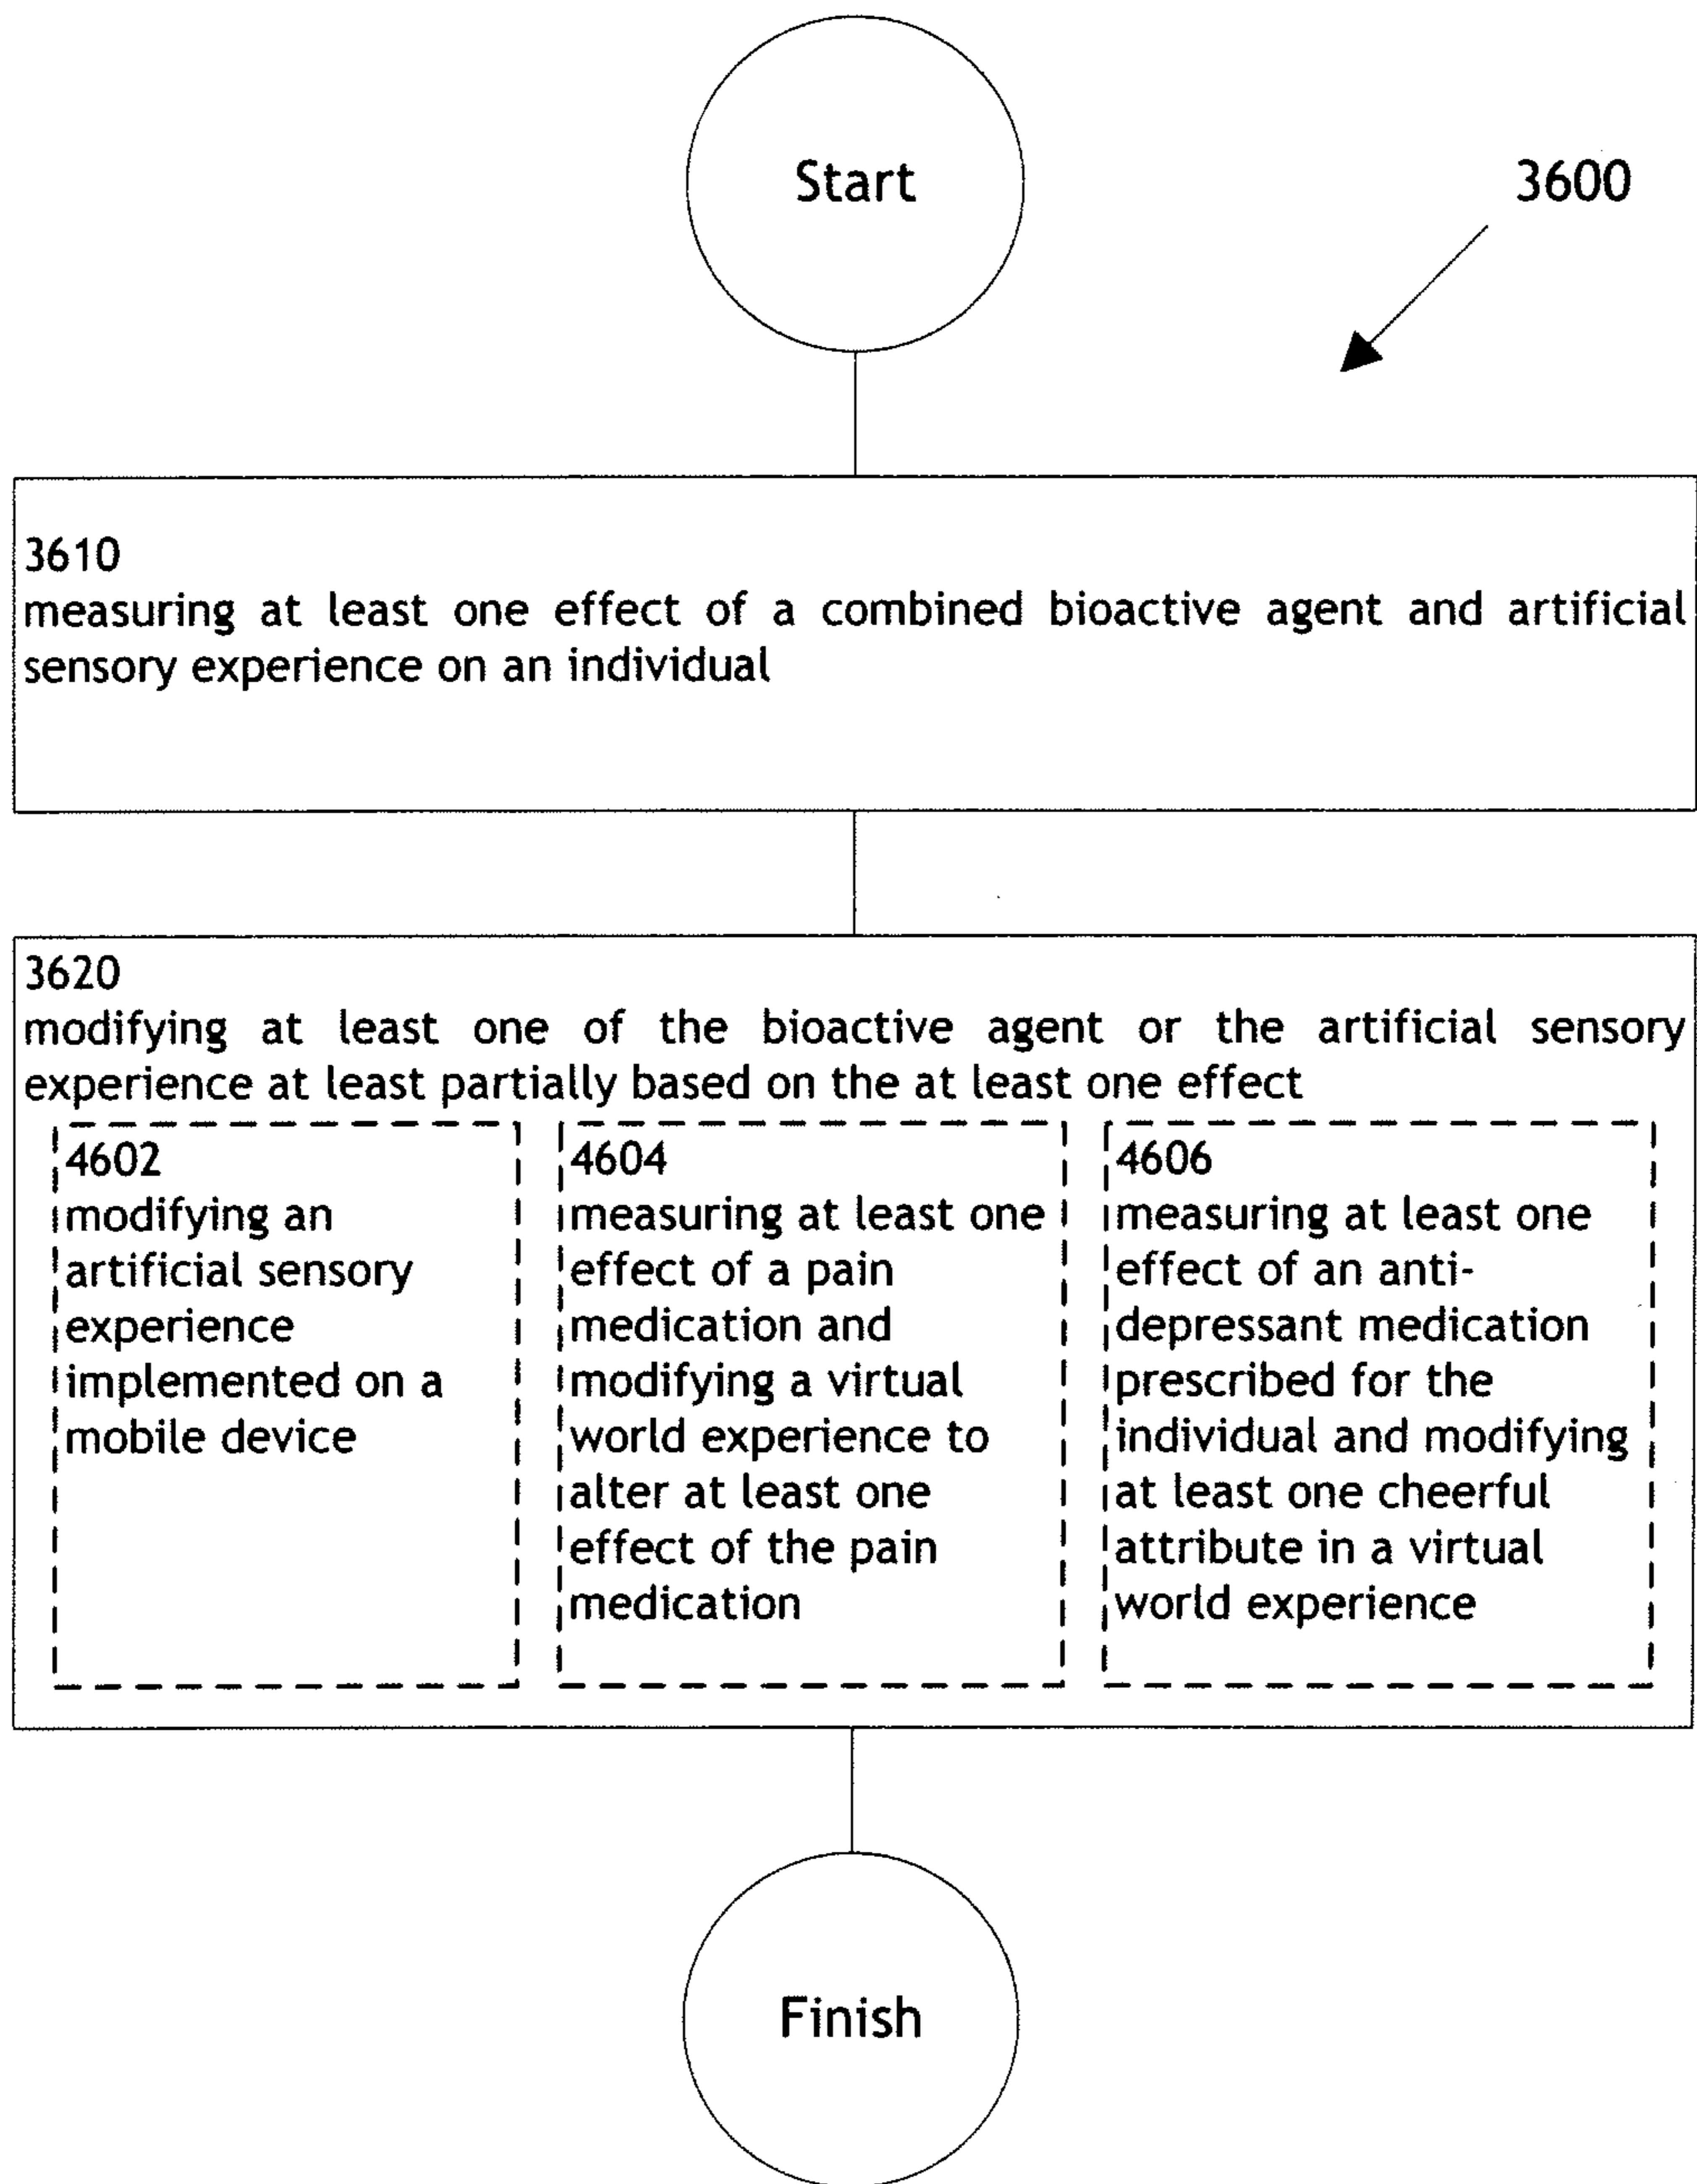 Start
3600
3610
measuring at least one effect of a combined bioactive agent and artificial
sensory experience on an individual
3620
modifying at least one of the bioactive agent or the artificial sensory
experience at least partially based on the at least one effect
4602
modifying an
artificial sensory
experience
implemented on a
mobile device
4604
measuring at least one
effect of a pain
medication and
modifying a virtual
world experience to
alter at least one
effect of the pain
medication
4606
measuring at least one
effect of an anti-
depressant medication
prescribed for the
individual and modifying
at least one cheerful
attribute in a virtual
world experience
Finish